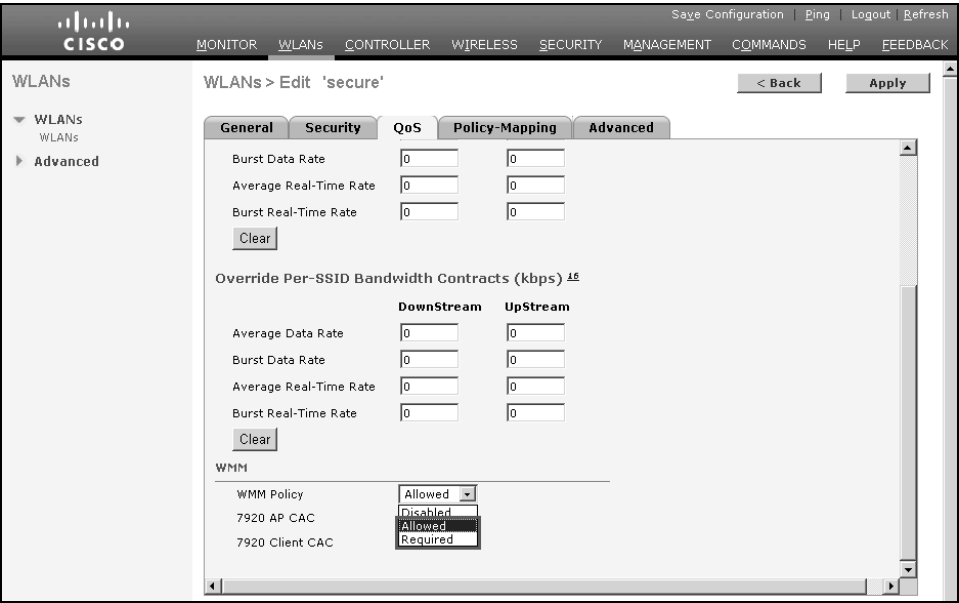 Save Configuration | Ping | Logout | Refresh
CISCO
MONITOR WLANs CONTROLLER WIRELESS SECURITY MANAGEMENT COMMANDS HELP FEEDBACK
WLANs
WLANs > Edit 'secure'
< Back
Apply
WLANs
WLANs
Advanced
General Security QoS Policy-Mapping Advanced
Burst Data Rate 0 0
Average Real-Time Rate 0 0
Burst Real-Time Rate 0 0
Clear
Override Per-SSID Bandwidth Contracts (kbps) 16
DownStream UpStream
Average Data Rate 0 0
Burst Data Rate 0 0
Average Real-Time Rate 0 0
Burst Real-Time Rate 0 0
Clear
WMM
WMM Policy Allowed
Disabled
7920 AP CAC
Allowed
Required
7920 Client CAC